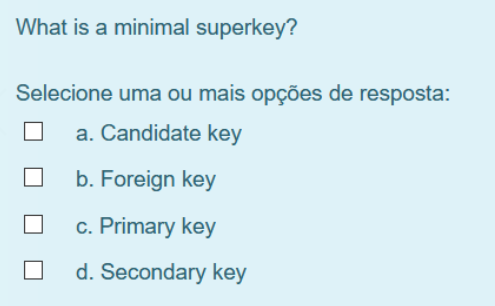 What is a minimal superkey?
Selecione uma ou mais opções de resposta:
a. Candidate key
b. Foreign key
c. Primary key
d. Secondary key